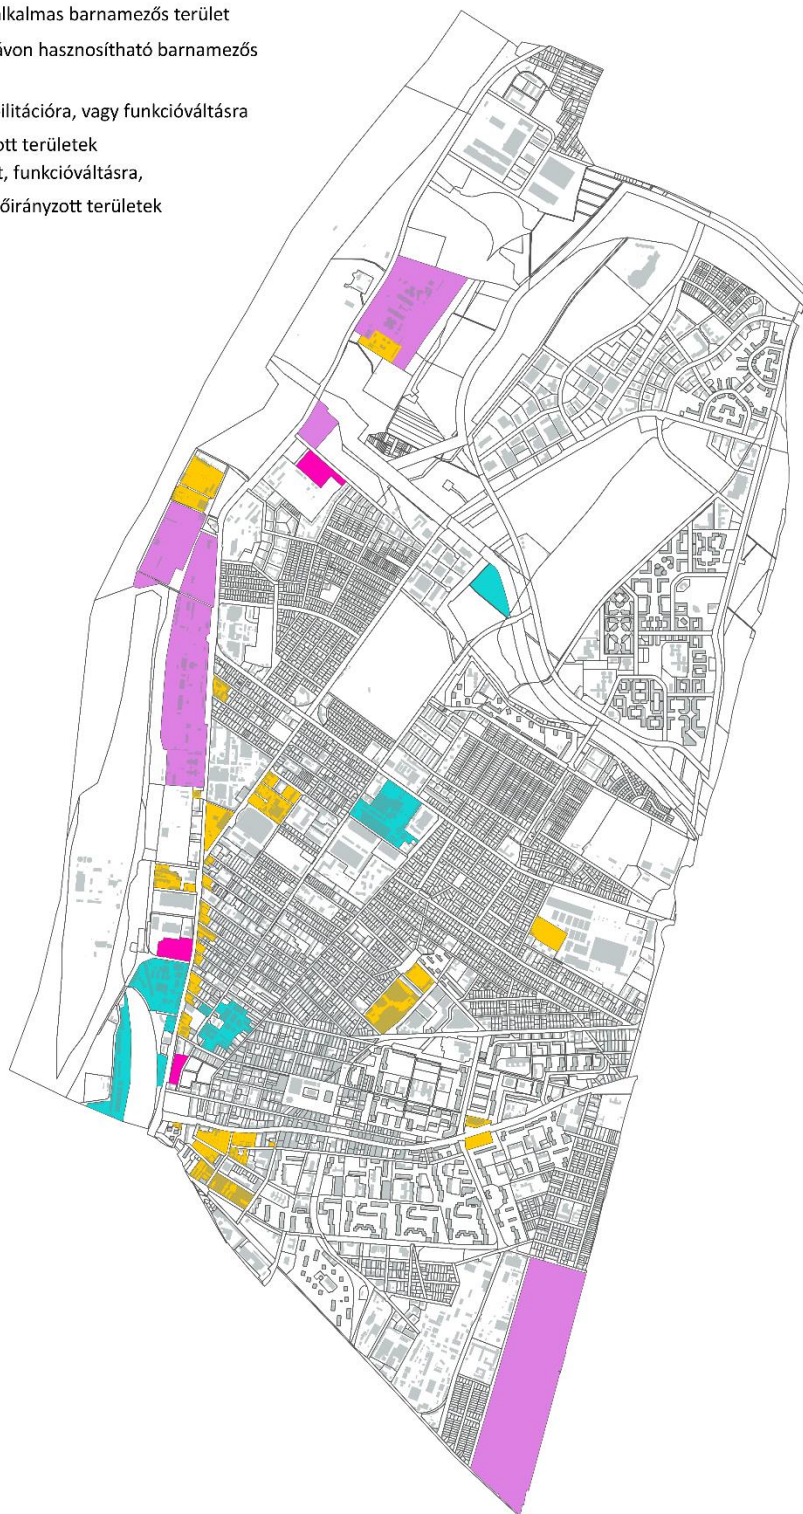 alkalmas barnamezős terület
ávon hasznosítható barnamezős
ilitációra, vagy funkcióváltásra
ott területek
t, funkcióváltásra,
őirányzott területek